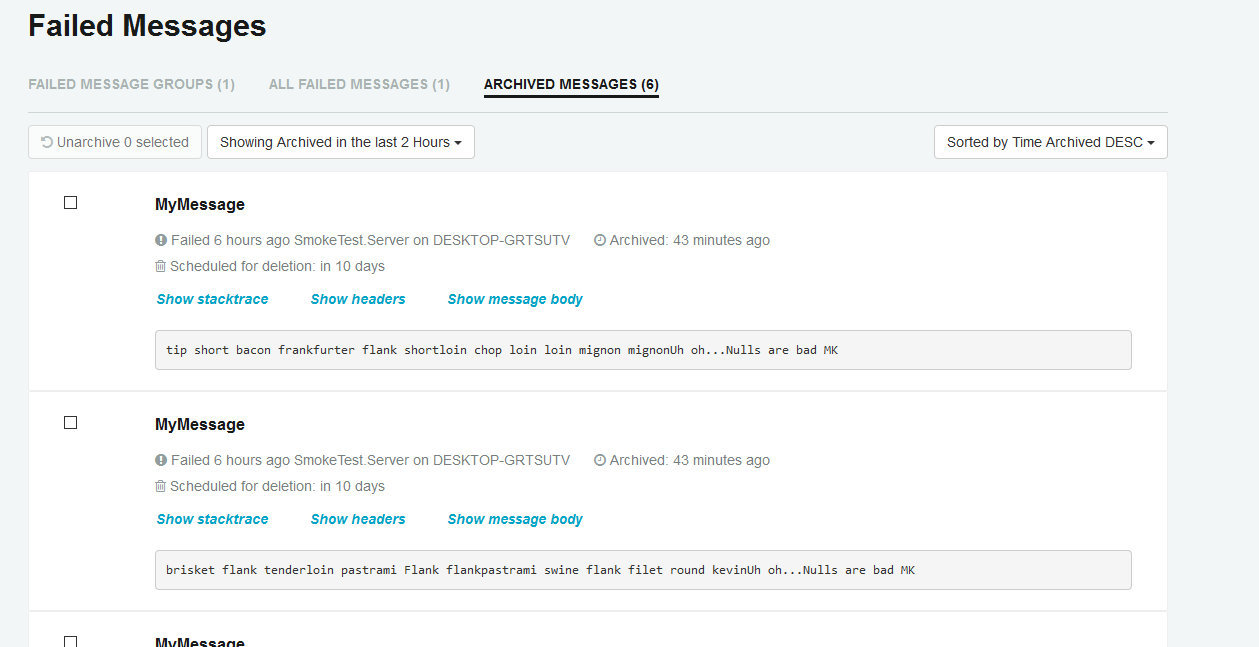 Failed Messages
FAILED MESSAGE GROUPS (1) ALL FAILED MESSAGES (1) ARCHIVED MESSAGES (6)
Unarchive 0 selected Showing Archived in the last 2 Hours Sorted by Time Archived DESC
MyMessage
Failed 6 hours ago SmokeTest.Server on DESKTOP-GRTSUTV Archived: 43 minutes ago
Scheduled for deletion: in 10 days
Show stacktrace Show headers Show message body
tip short bacon frankfurter flank shortloin chop loin loin mignon mignonUh oh...Nulls are bad MK
MyMessage
Failed 6 hours ago SmokeTest.Server on DESKTOP-GRTSUTV Archived: 43 minutes ago
Scheduled for deletion: in 10 days
Show stacktrace Show headers Show message body
brisket flank tenderloin pastrami Flank flankpastrami swine flank filet round kevinUh oh...Nulls are bad MK
MyMessage